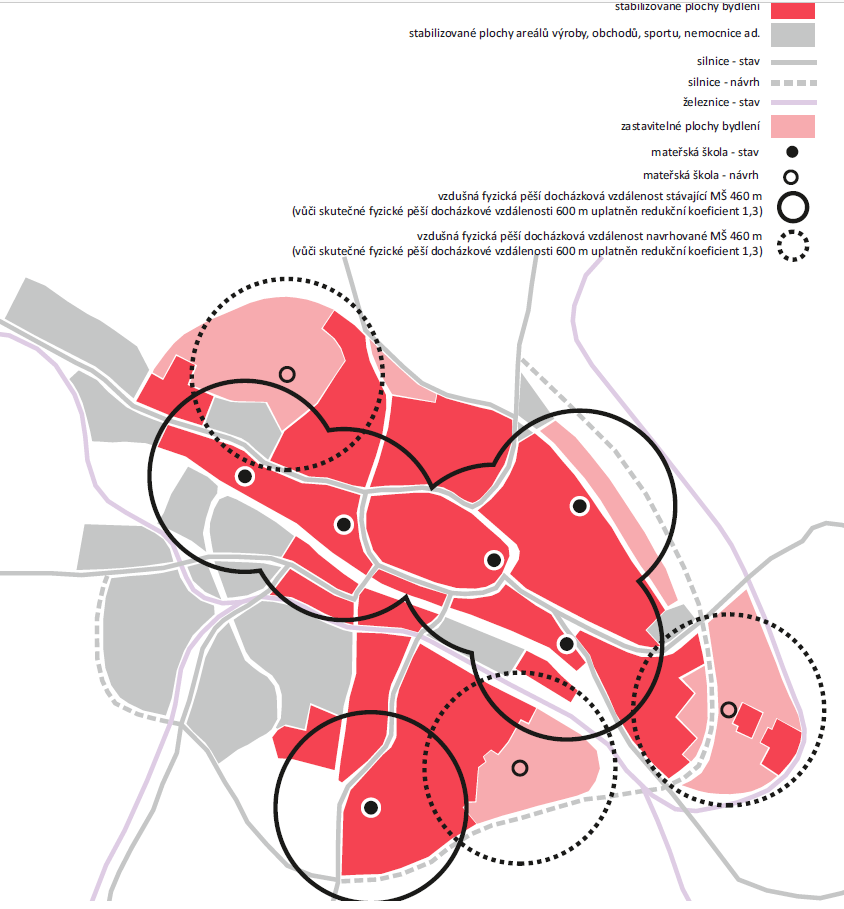 stabilizované plochy bydlení
stabilizované plochy areálů výroby, obchodů, sportu, nemocnice ad.
silnice - stav
silnice - návrh
železnice - stav
zastavitelné plochy bydlení
mateřská škola - stav
mateřská škola - návrh
vzdušná fyzická pěší docházková vzdálenost stávající MŠ 460 m
(vůči skutečné fyzické pěší docházkové vzdálenosti 600 m uplatněn redukční koeficient 1,3)
vzdušná fyzická pěší docházková vzdálenost navrhované MŠ 460 m
(vůči skutečné fyzické pěší docházkové vzdálenosti 600 m uplatněn redukční koeficient 1,3)